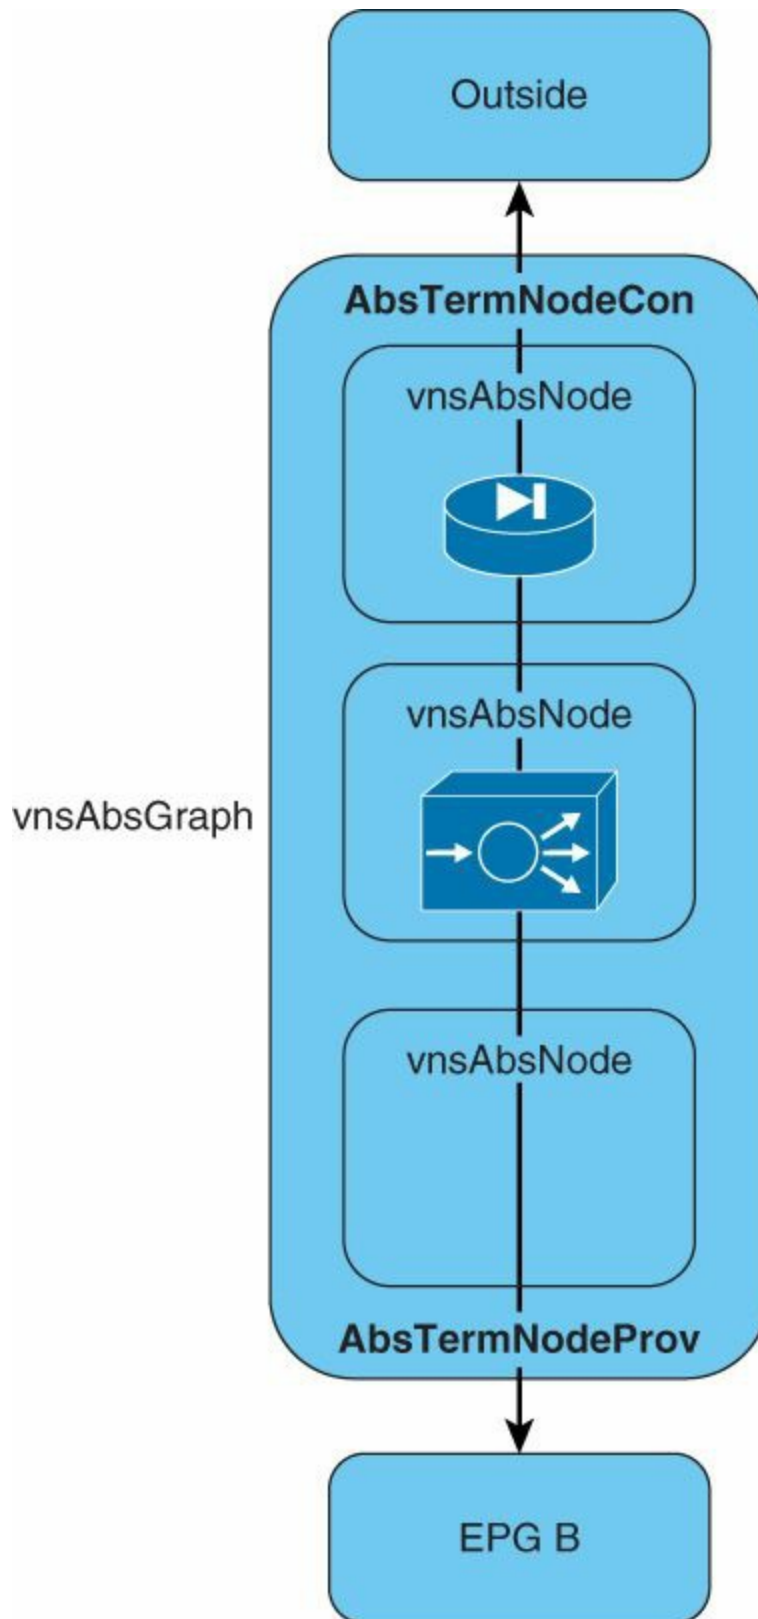 Outside
AbsTermNodeCon
vnsAbsNode
vnsAbsNode
vnsAbsGraph
vnsAbsNode
AbsTermNodeProv
EPG B